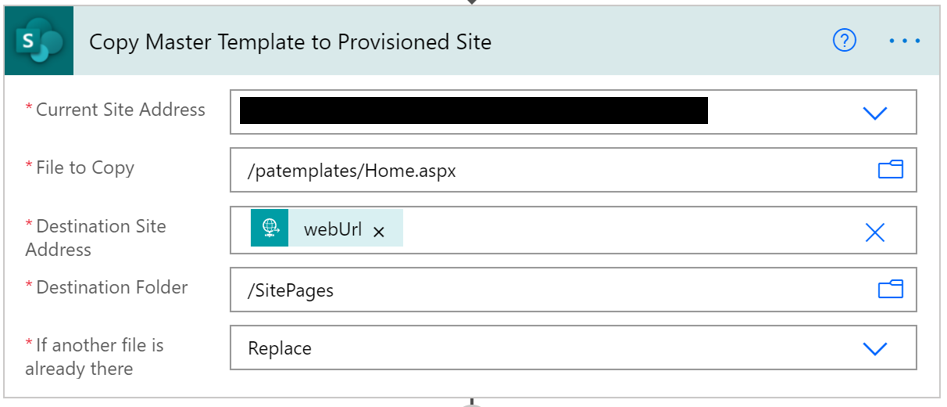 Copy Master Template to Provisioned Site
* Current Site Address
* File to Copy
/patemplates/Home.aspx
* Destination Site
Address
webUrl ×
* Destination Folder
/SitePages
* If another file is
already there
Replace